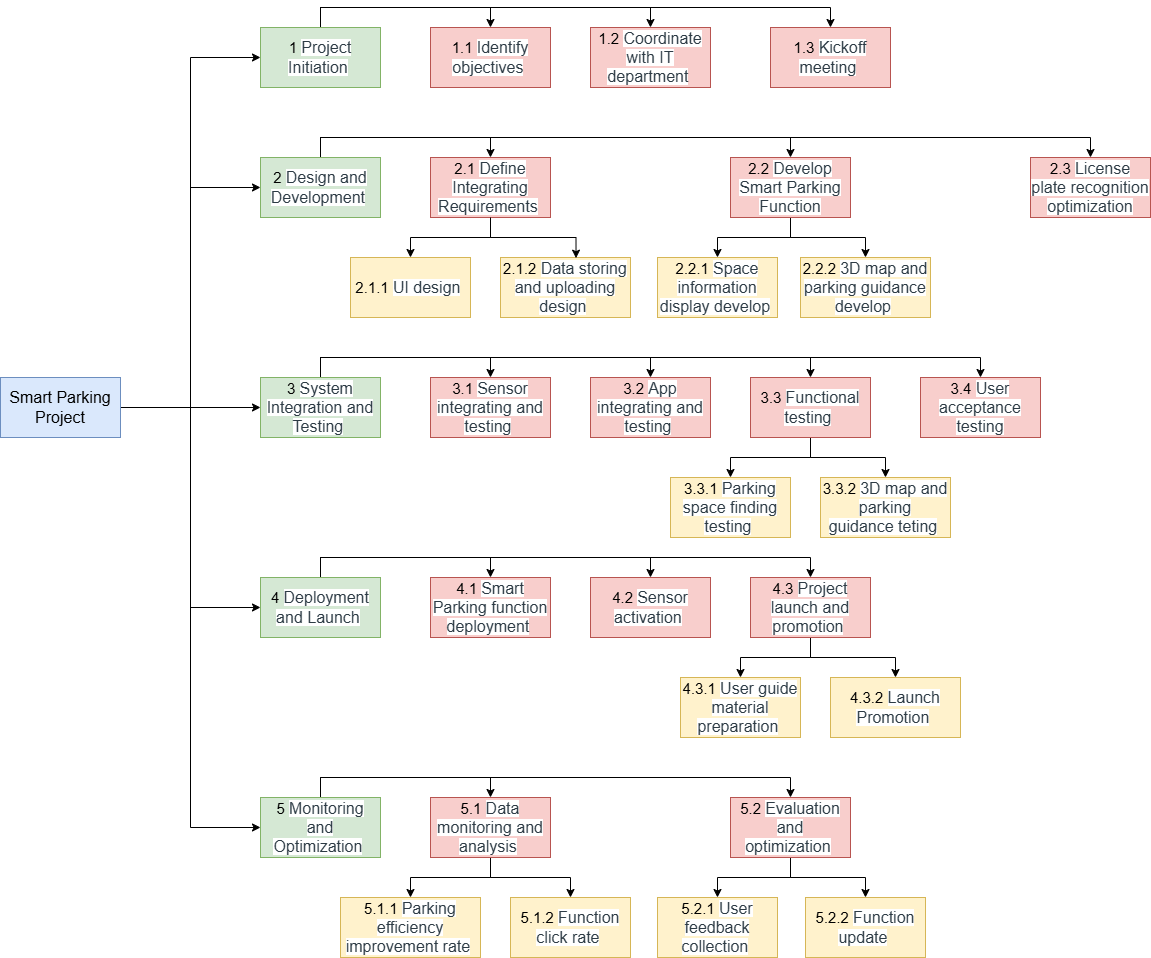 1 Project
Initiation
1.1 Identify
objectives
1.2 Coordinate
with IT
department
1.3 Kickoff
meeting
2 Design and
Development
2.1 Define
Integrating
Requirements
2.2 Develop
Smart Parking
Function
2.3 License
plate recognition
optimization
2.1.1 UI design
2.1.2 Data storing
and uploading
design
2.2.1 Space
information
display develop
2.2.2 3D map and
parking guidance
develop
Smart Parking
Project
3 System
Integration and
Testing
3.1 Sensor
integrating and
testing
3.2 App
integrating and
testing
3.3 Functional
testing
3.4 User
acceptance
testing
3.3.1 Parking
space finding
testing
3.3.2 3D map and
parking
guidance teting
4 Deployment
and Launch
4.1 Smart
Parking function
deployment
4.2 Sensor
activation
4.3 Project
launch and
promotion
4.3.1 User guide
material
preparation
4.3.2 Launch
Promotion
5 Monitoring
and
Optimization
5.1 Data
monitoring and
analysis
5.2 Evaluation
and
optimization
5.1.1 Parking
efficiency
improvement rate
5.1.2 Function
click rate
5.2.1 User
feedback
collection
5.2.2 Function
update